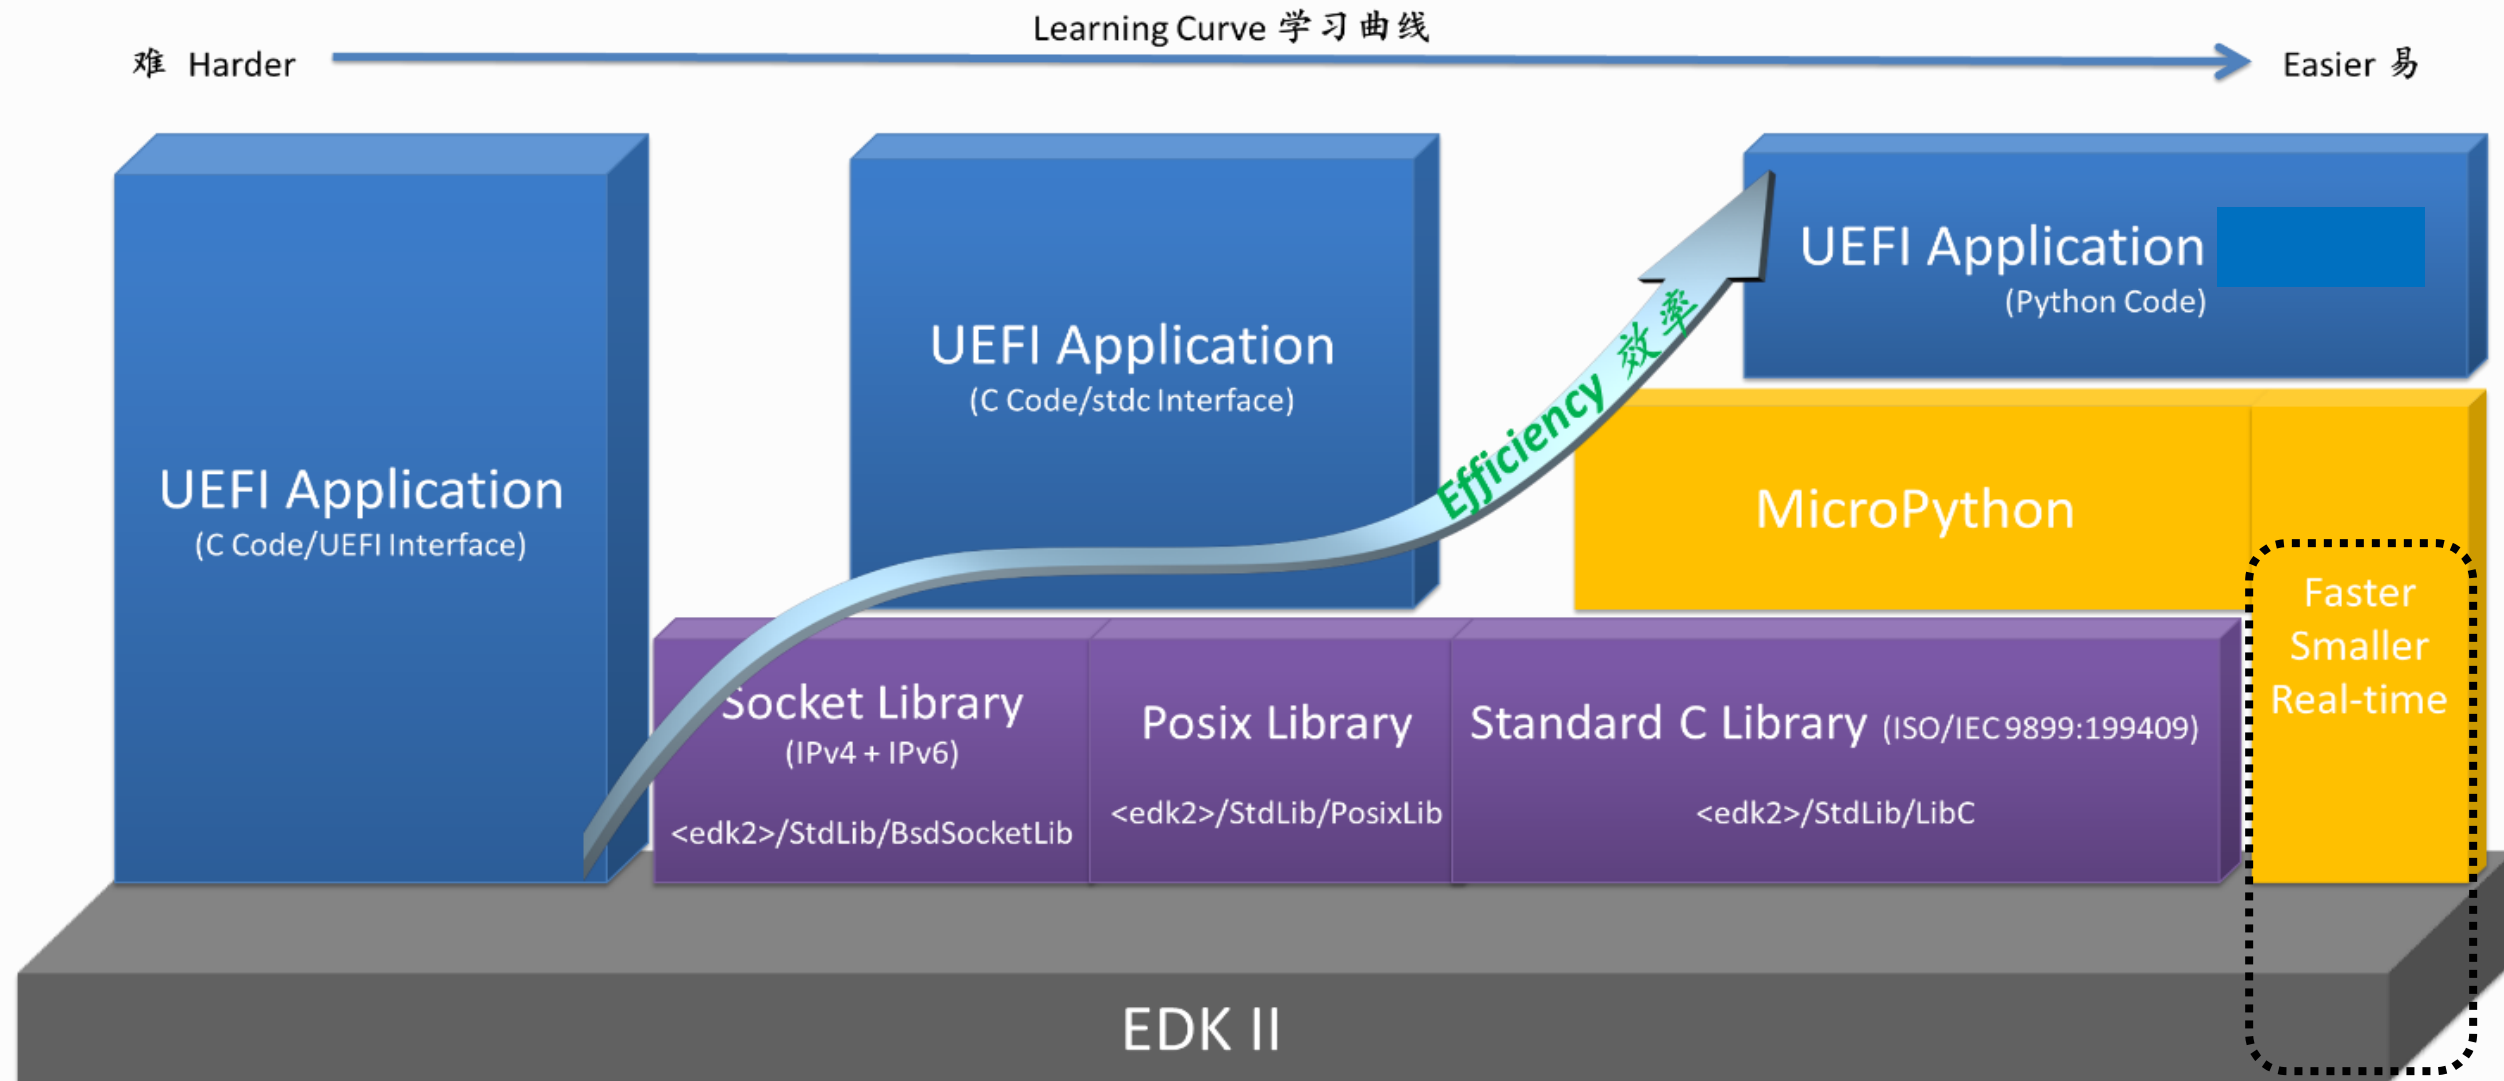 Learning Curve 学习曲线
难 Harder
Easier 易
UEFI Application
(C Code/UEFI Interface)
UEFI Application
(C Code/stdc Interface)
UEFI Application
(Python Code)
Efficiency 效率
MicroPython
Faster
Smaller
Real-time
Socket Library
(IPv4 + IPv6)
<edk2>/StdLib/BsdSocketLib
Posix Library
<edk2>/StdLib/PosixLib
Standard C Library (ISO/IEC 9899:199409)
<edk2>/StdLib/LibC
EDK II